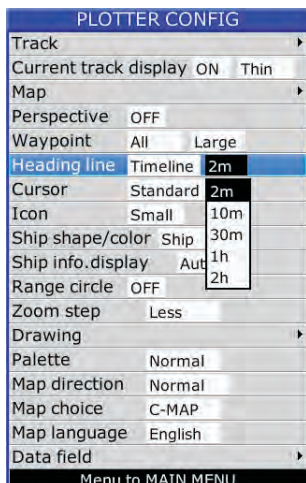 PLOTTER CONFIG
Track
Current track display ON Thin
Map
Perspective OFF
Waypoint All Large
Heading line Timeline 2m
Cursor Standard 2m
Icon Small 10m
Ship shape/color Ship 30m
Ship info.display Aut 1h
Range circle OFF 2h
Zoom step Less
Drawing
Palette Normal
Map direction Normal
Map choice C-MAP
Map language English
Data field
Menu to MAIN MENU